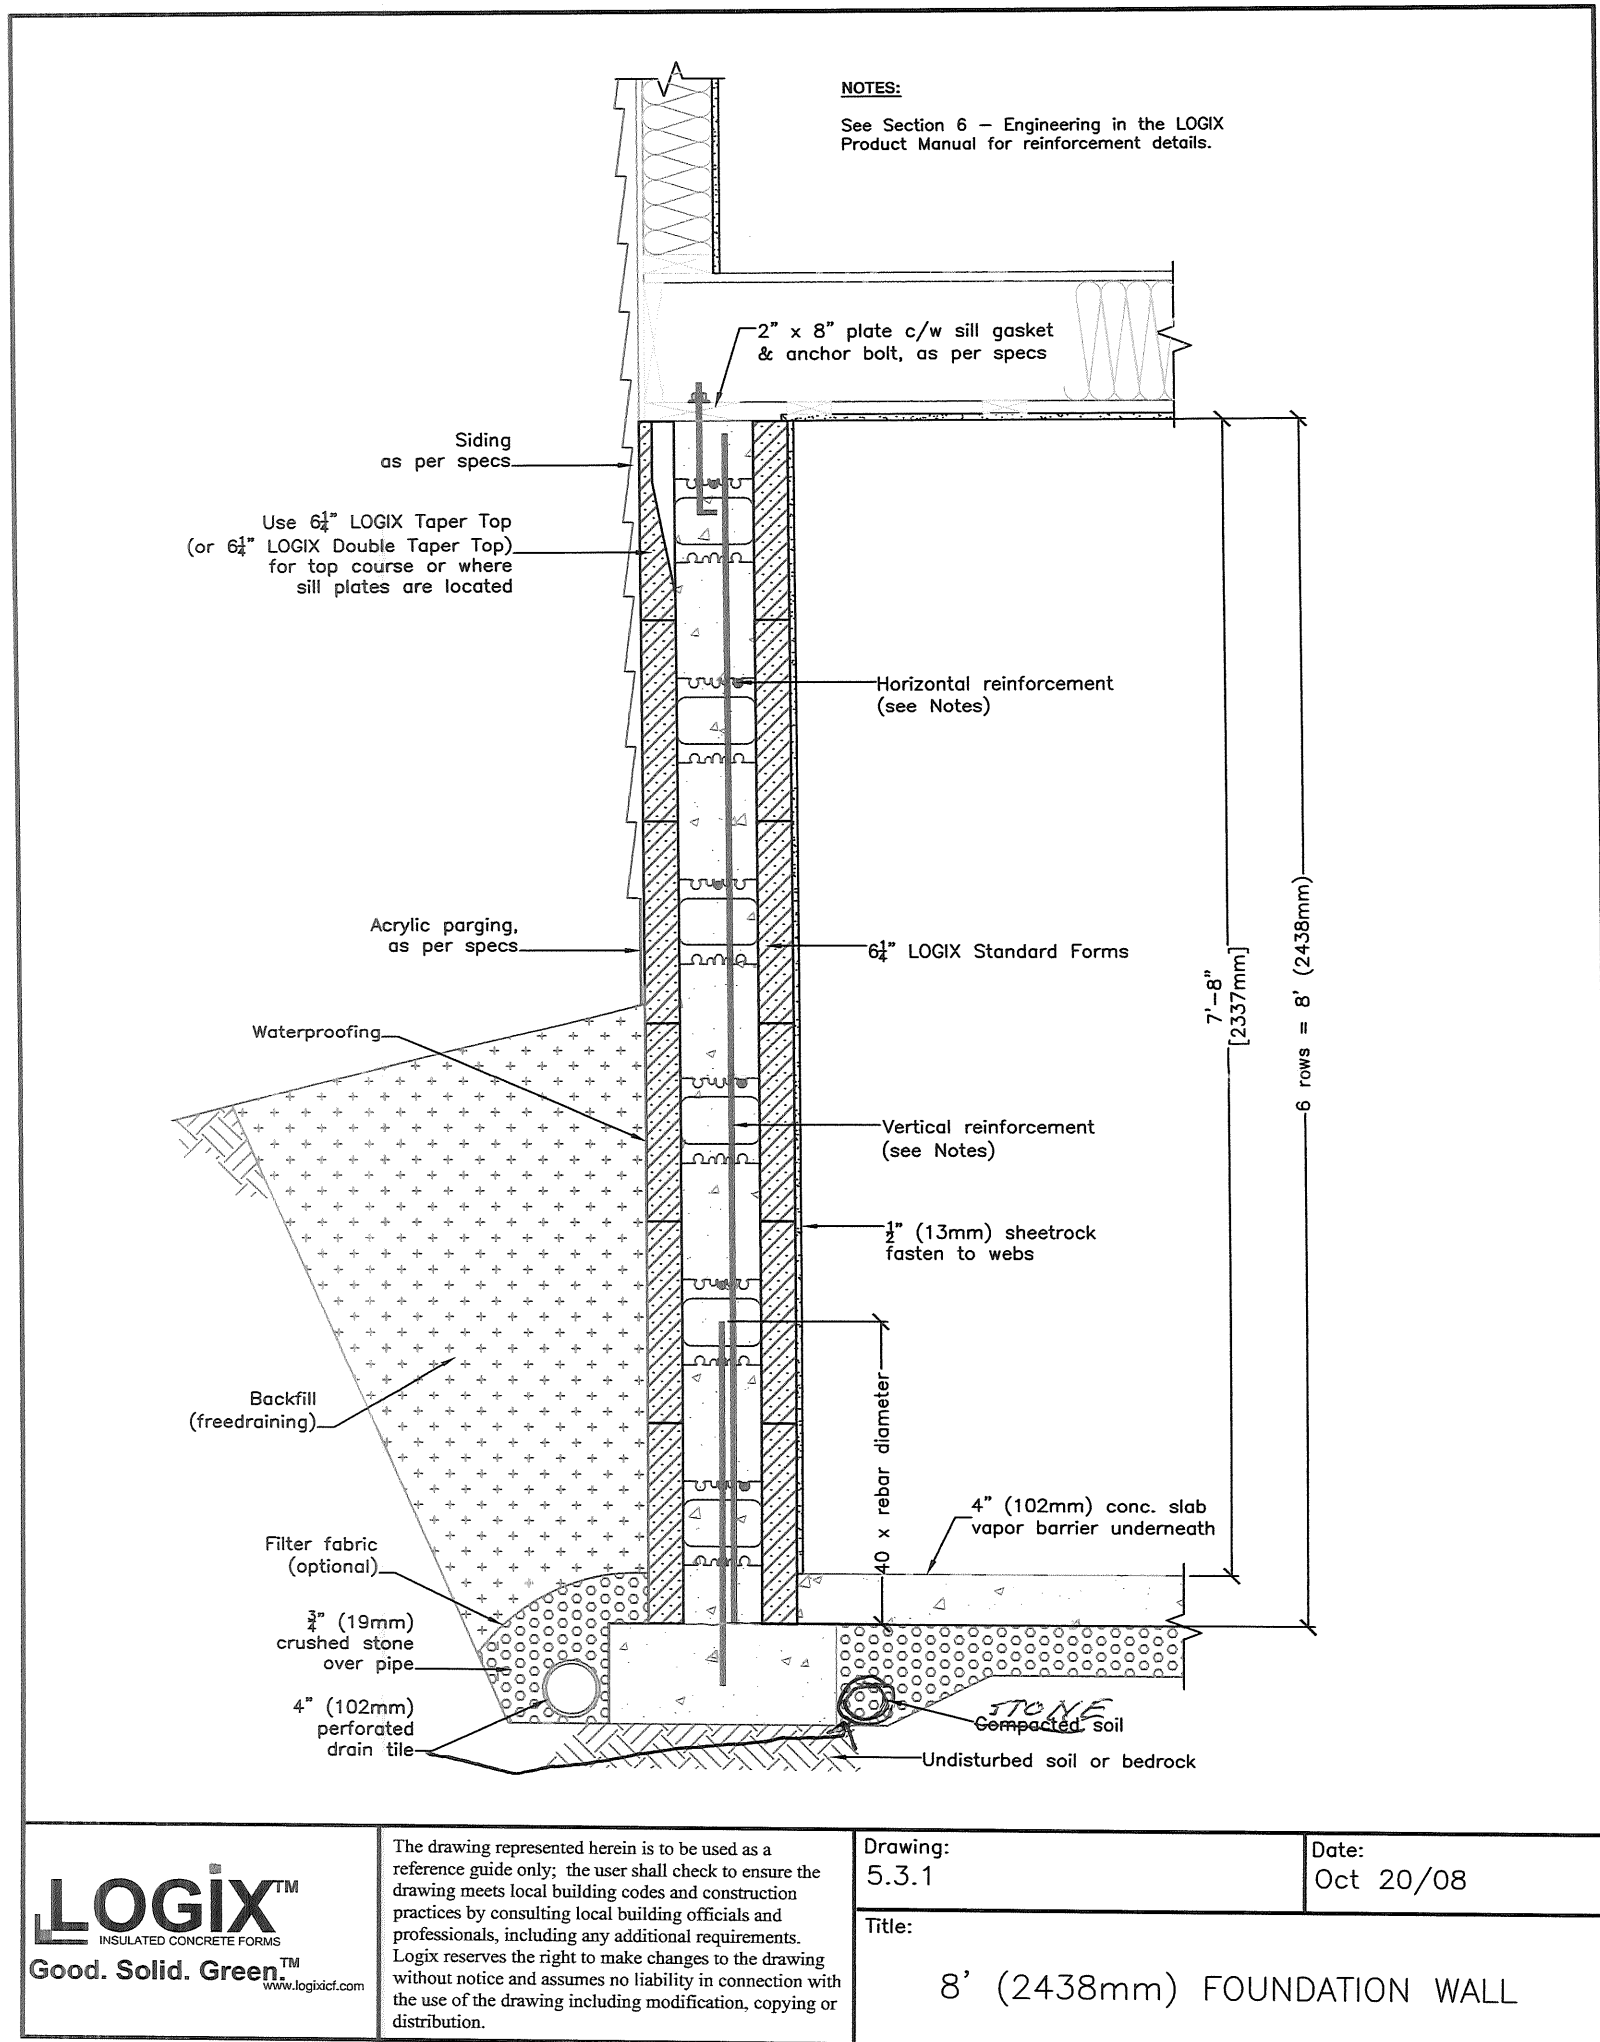 NOTES:
See Section 6 – Engineering in the LOGIX
Product Manual for reinforcement details.
2" x 8" plate c/w sill gasket
& anchor bolt, as per specs
Siding
as per specs
Use 6¼" LOGIX Taper Top
(or 6¼" LOGIX Double Taper Top)
for top course or where
sill plates are located
Horizontal reinforcement
(see Notes)
Acrylic parging,
as per specs
6¼" LOGIX Standard Forms
7'-8"
[2337mm]
6 rows = 8' (2438mm)
Waterproofing
Vertical reinforcement
(see Notes)
½" (13mm) sheetrock
fasten to webs
Backfill
(freedraining)
40 x rebar diameter
4" (102mm) conc. slab
vapor barrier underneath
Filter fabric
(optional)
¾" (19mm)
crushed stone
over pipe
4" (102mm)
perforated
drain tile
STONE
Compacted soil
Undisturbed soil or bedrock
LOGIX™
INSULATED CONCRETE FORMS
Good. Solid. Green.™
www.logixicf.com
The drawing represented herein is to be used as a
reference guide only; the user shall check to ensure the
drawing meets local building codes and construction
practices by consulting local building officials and
professionals, including any additional requirements.
Logix reserves the right to make changes to the drawing
without notice and assumes no liability in connection with
the use of the drawing including modification, copying or
distribution.
Drawing:
5.3.1
Date:
Oct 20/08
Title:
8' (2438mm) FOUNDATION WALL